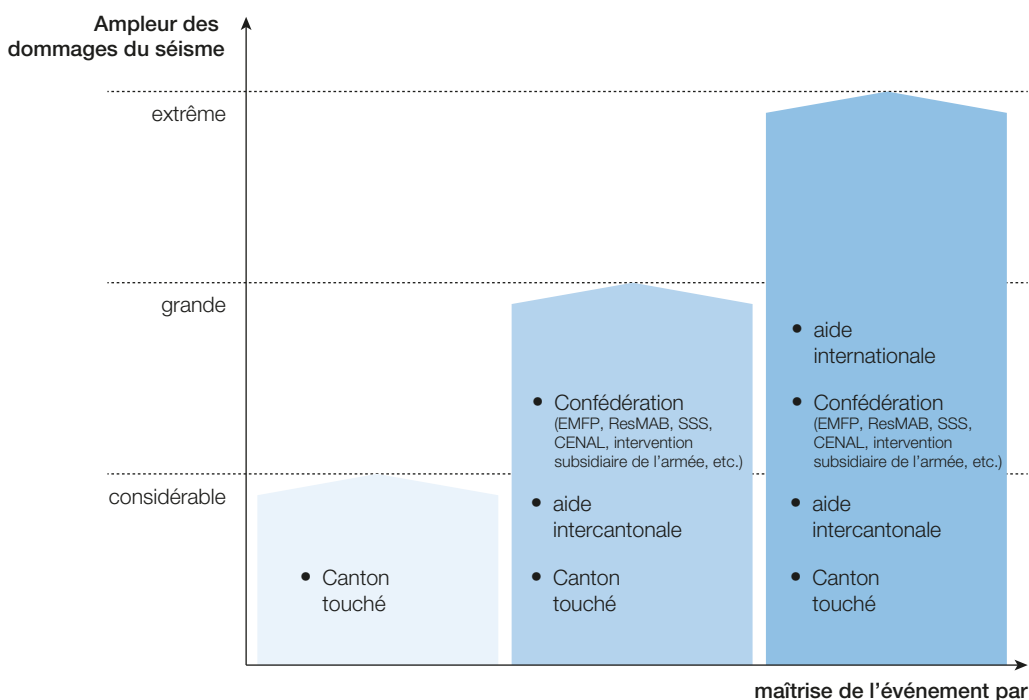 Ampleur des
dommages du séisme
extrême
grande
considérable
• Canton
touché
• Confédération
(EMFP, ResMAB, SSS,
CENAL, intervention
subsidiaire de l’armée, etc.)
• aide
intercantonale
• Canton
touché
• aide
internationale
• Confédération
(EMFP, ResMAB, SSS,
CENAL, intervention
subsidiaire de l’armée, etc.)
• aide
intercantonale
• Canton
touché
maîtrise de l’événement par